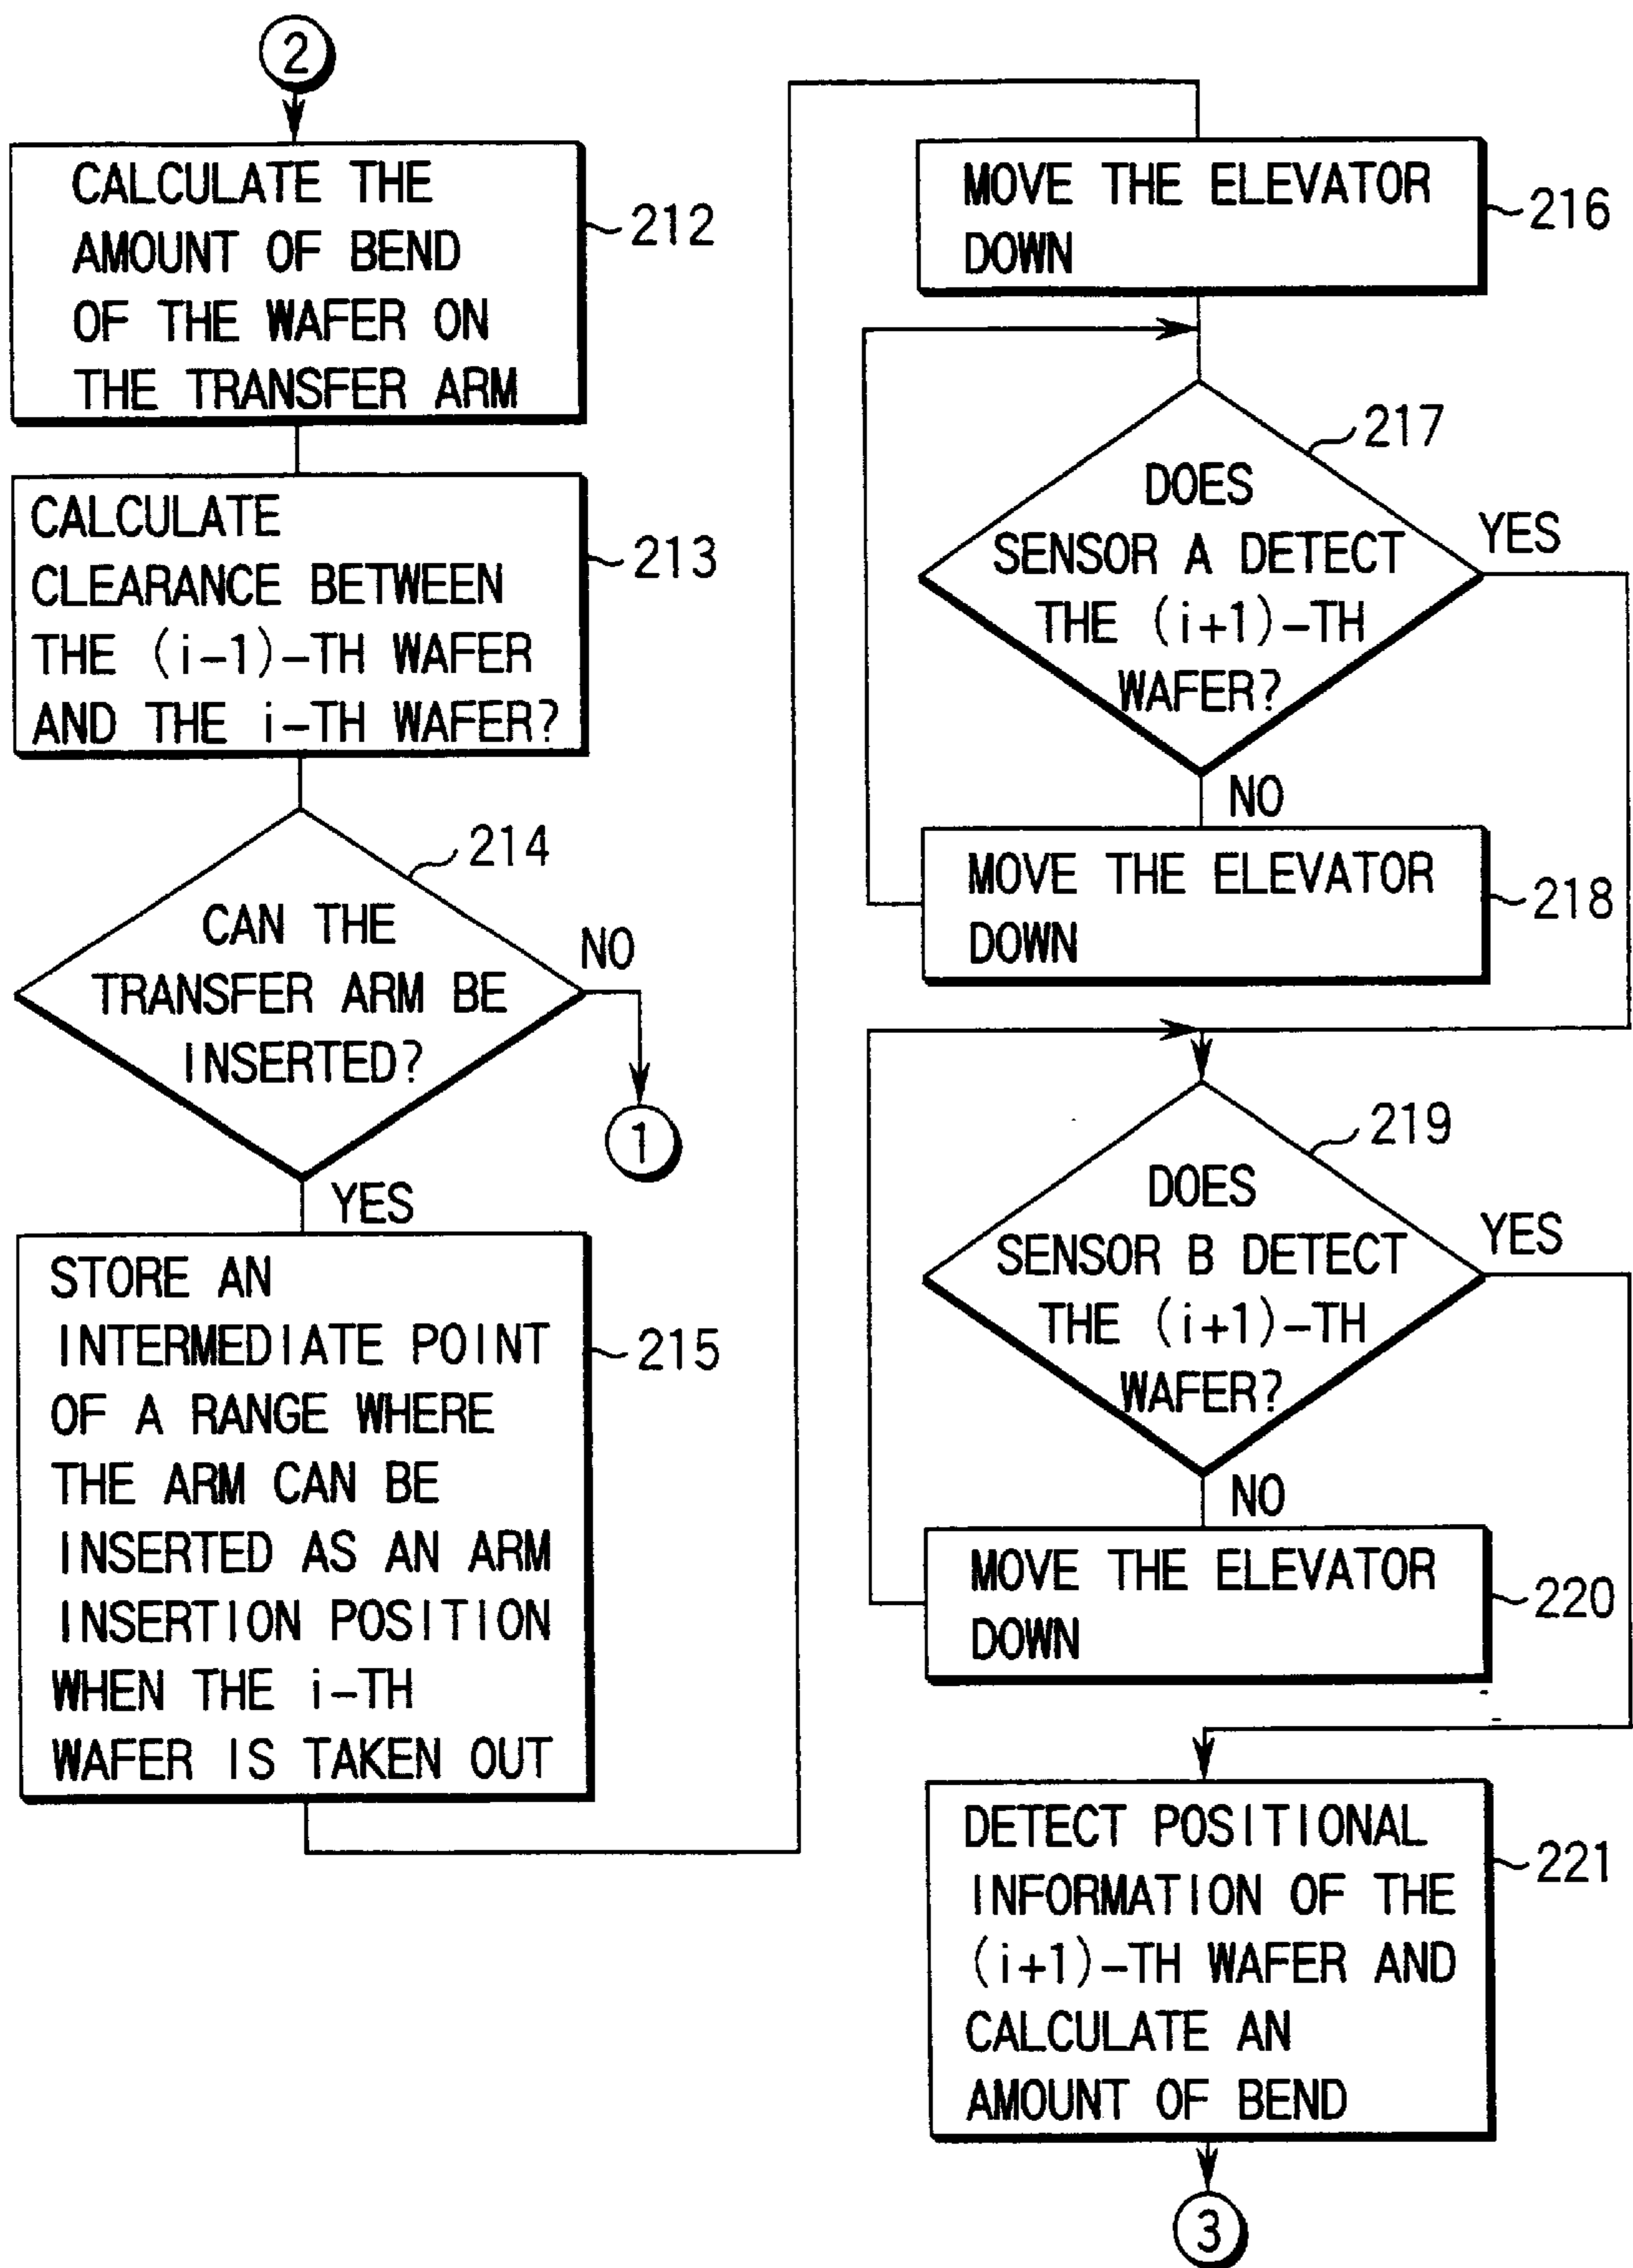 2
CALCULATE THE
AMOUNT OF BEND
OF THE WAFER ON
THE TRANSFER ARM
212
CALCULATE
CLEARANCE BETWEEN
THE (i-1)-TH WAFER
AND THE i-TH WAFER?
213
214
CAN THE
TRANSFER ARM BE
INSERTED?
NO
1
YES
STORE AN
INTERMEDIATE POINT
OF A RANGE WHERE
THE ARM CAN BE
INSERTED AS AN ARM
INSERTION POSITION
WHEN THE i-TH
WAFER IS TAKEN OUT
215
MOVE THE ELEVATOR
DOWN
216
217
DOES
SENSOR A DETECT
THE (i+1)-TH
WAFER?
YES
NO
MOVE THE ELEVATOR
DOWN
218
219
DOES
SENSOR B DETECT
THE (i+1)-TH
WAFER?
YES
NO
MOVE THE ELEVATOR
DOWN
220
DETECT POSITIONAL
INFORMATION OF THE
(i+1)-TH WAFER AND
CALCULATE AN
AMOUNT OF BEND
221
3